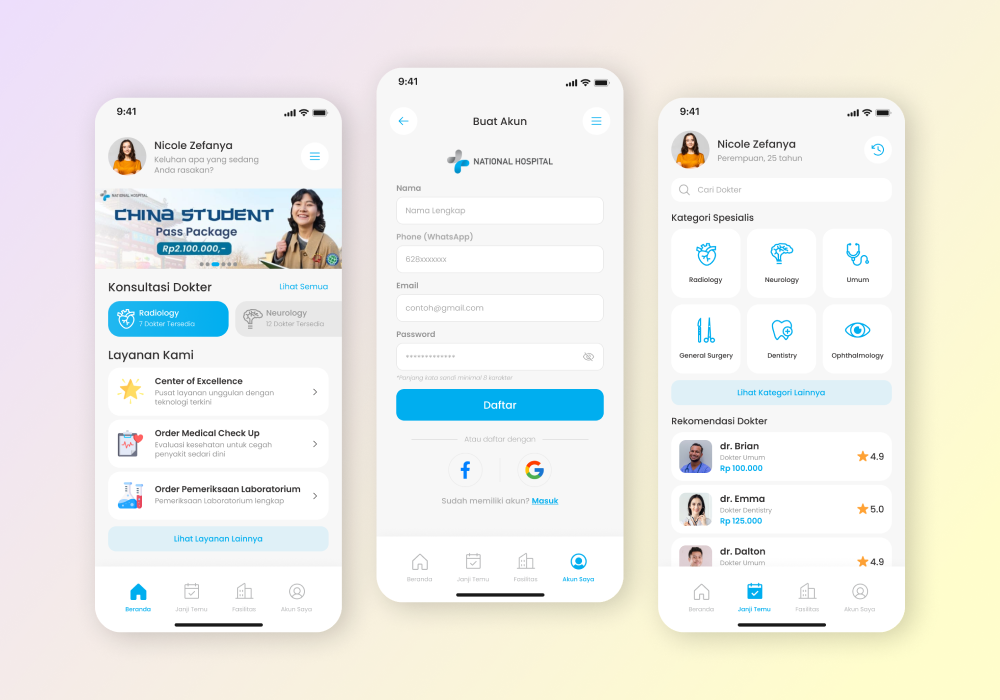 9:41
Nicole Zefanya
Keluhan apa yang sedang
Anda rasakan?
NATIONAL HOSPITAL
CHINA STUDENT
Pass Package
Rp2.100.000,-
Konsultasi Dokter
Lihat Semua
Radiology
7 Dokter Tersedia
Neurology
12 Dokter Tersedia
Layanan Kami
Center of Excellence
Pusat layanan unggulan dengan
teknologi terkini
Order Medical Check Up
Evaluasi kesehatan untuk cegah
penyakit sedari dini
Order Pemeriksaan Laboratorium
Pemeriksaan Laboratorium lengkap
Lihat Layanan Lainnya
Beranda
Janji Temu
Fasilitas
Akun Saya
9:41
Buat Akun
NATIONAL HOSPITAL
Nama
Nama Lengkap
Phone (WhatsApp)
628xxxxxxx
Email
contoh@gmail.com
Password
*************
*Panjang kata sandi minimal 8 karakter
Daftar
Atau daftar dengan
Sudah memiliki akun? Masuk
Beranda
Janji Temu
Fasilitas
Akun Saya
9:41
Nicole Zefanya
Perempuan, 25 tahun
Cari Dokter
Kategori Spesialis
Radiology
Neurology
Umum
General Surgery
Dentistry
Ophthalmology
Lihat Kategori Lainnya
Rekomendasi Dokter
dr. Brian
Dokter Umum
Rp 100.000
4.9
dr. Emma
Dokter Dentistry
Rp 125.000
5.0
dr. Dalton
Dokter Umum
4.9
Beranda
Janji Temu
Fasilitas
Akun Saya